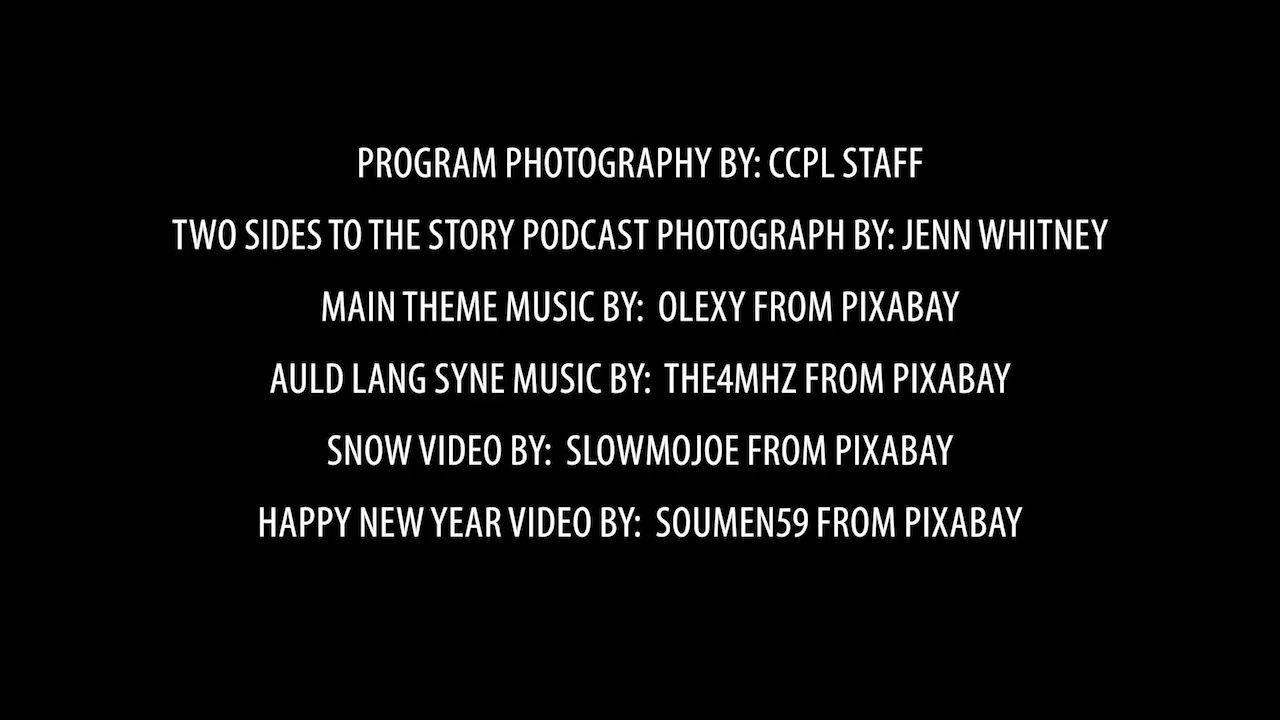 PROGRAM PHOTOGRAPHY BY: CCPL STAFF
TWO SIDES TO THE STORY PODCAST PHOTOGRAPH BY: JENN WHITNEY
MAIN THEME MUSIC BY:  OLEXY FROM PIXABAY
AULD LANG SYNE MUSIC BY:  THE4MHZ FROM PIXABAY
SNOW VIDEO BY:  SLOWMOJOE FROM PIXABAY
HAPPY NEW YEAR VIDEO BY:  SOUMEN59 FROM PIXABAY